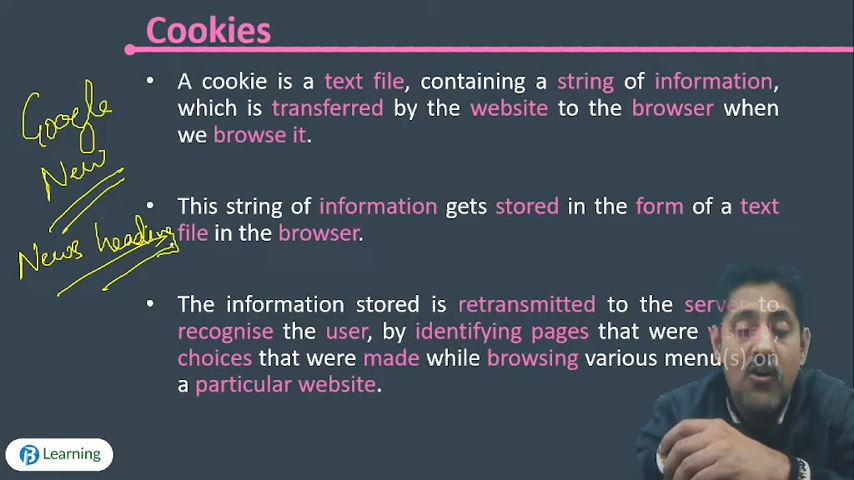 Cookies
• A cookie is a text file, containing a string of information,
which is transferred by the website to the browser when
we browse it.
Google
New
• This string of information gets stored in the form of a text
file in the browser.
News heading
• The information stored is retransmitted to the server to
recognise the user, by identifying pages that were visited,
choices that were made while browsing various menu(s) on
a particular website.
B Learning